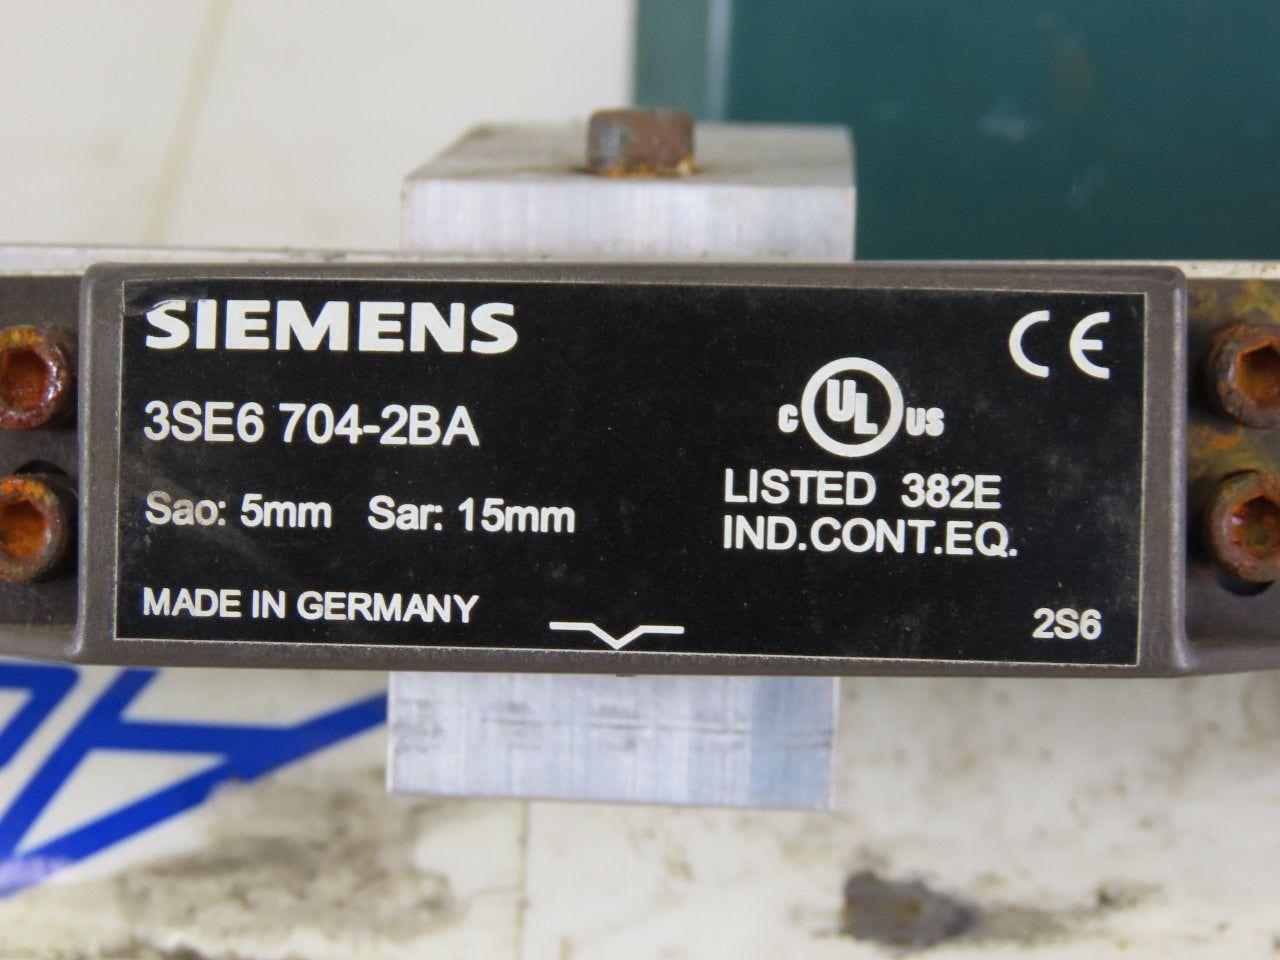 SIEMENS
CE
3SE6 704-2BA
c UL us
Sao: 5mm Sar: 15mm
LISTED 382E
IND.CONT.EQ.
MADE IN GERMANY
2S6